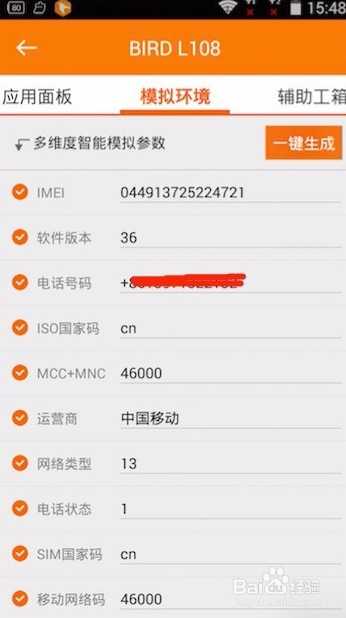 80
15:48
BIRD L108
应用面板 模拟环境 辅助工箱
多维度智能模拟参数 一键生成
IMEI 044913725224721
软件版本 36
电话号码
ISO国家码 cn
MCC+MNC 46000
运营商 中国移动
网络类型 13
电话状态 1
SIM国家码 cn
移动网络码 46000
Baidu经验